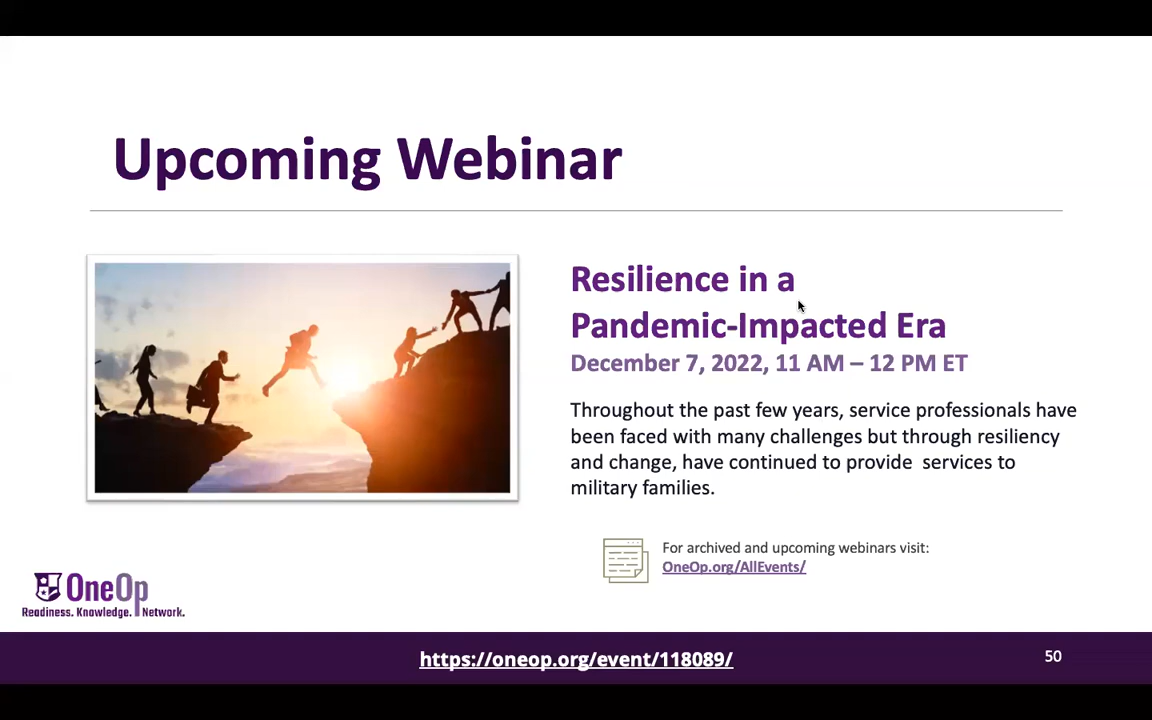 Upcoming Webinar
Resilience in a
Pandemic-Impacted Era
December 7, 2022, 11 AM – 12 PM ET
Throughout the past few years, service professionals have
been faced with many challenges but through resiliency
and change, have continued to provide  services to
military families.
For archived and upcoming webinars visit:
OneOp.org/AllEvents/
OneOp
Readiness. Knowledge. Network.
https://oneop.org/event/118089/
50